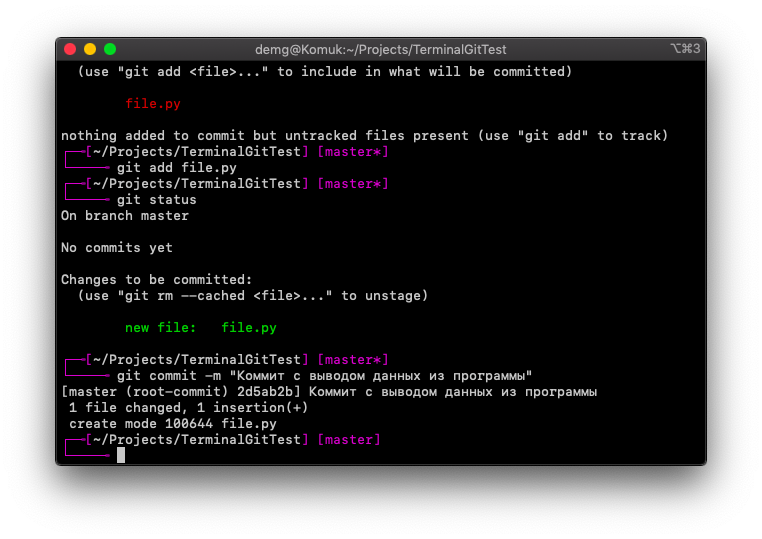 demg@Komuk:~/Projects/TerminalGitTest ⌥⌘3
(use "git add <file>..." to include in what will be committed)
file.py
nothing added to commit but untracked files present (use "git add" to track)
[~/Projects/TerminalGitTest] [master*]
git add file.py
[~/Projects/TerminalGitTest] [master*]
git status
On branch master
No commits yet
Changes to be committed:
(use "git rm --cached <file>..." to unstage)
new file:   file.py
[~/Projects/TerminalGitTest] [master*]
git commit -m "Коммит с выводом данных из программы"
[master (root-commit) 2d5ab2b] Коммит с выводом данных из программы
1 file changed, 1 insertion(+)
create mode 100644 file.py
[~/Projects/TerminalGitTest] [master]